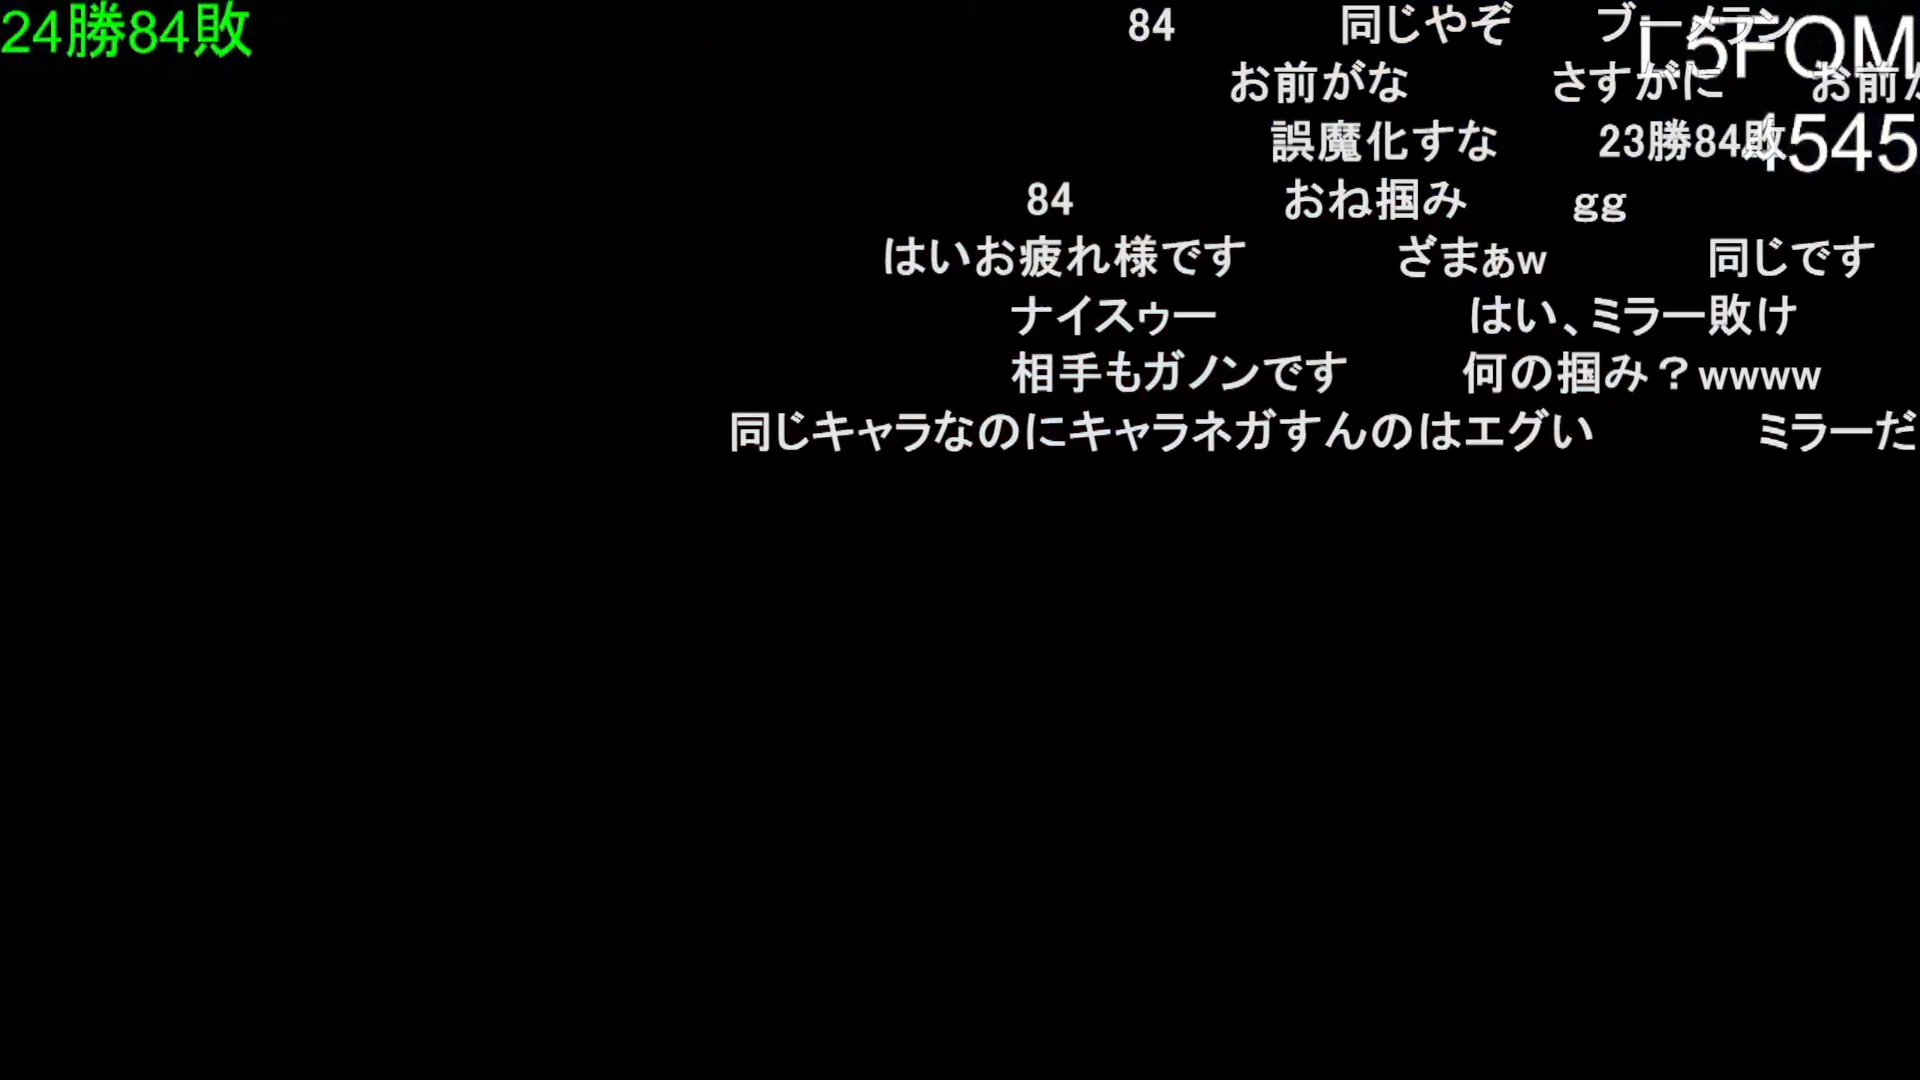 24勝84敗
84 同じやぞ ブーメラン
L5FQM
お前がな さすがに お前が
誤魔化すな 23勝84敗
4545
84 おね掴み gg
はいお疲れ様です ざまぁw 同じです
ナイスゥー はい、ミラー敗け
相手もガノンです 何の掴み？wwww
同じキャラなのにキャラネガすんのはエグい ミラーだ